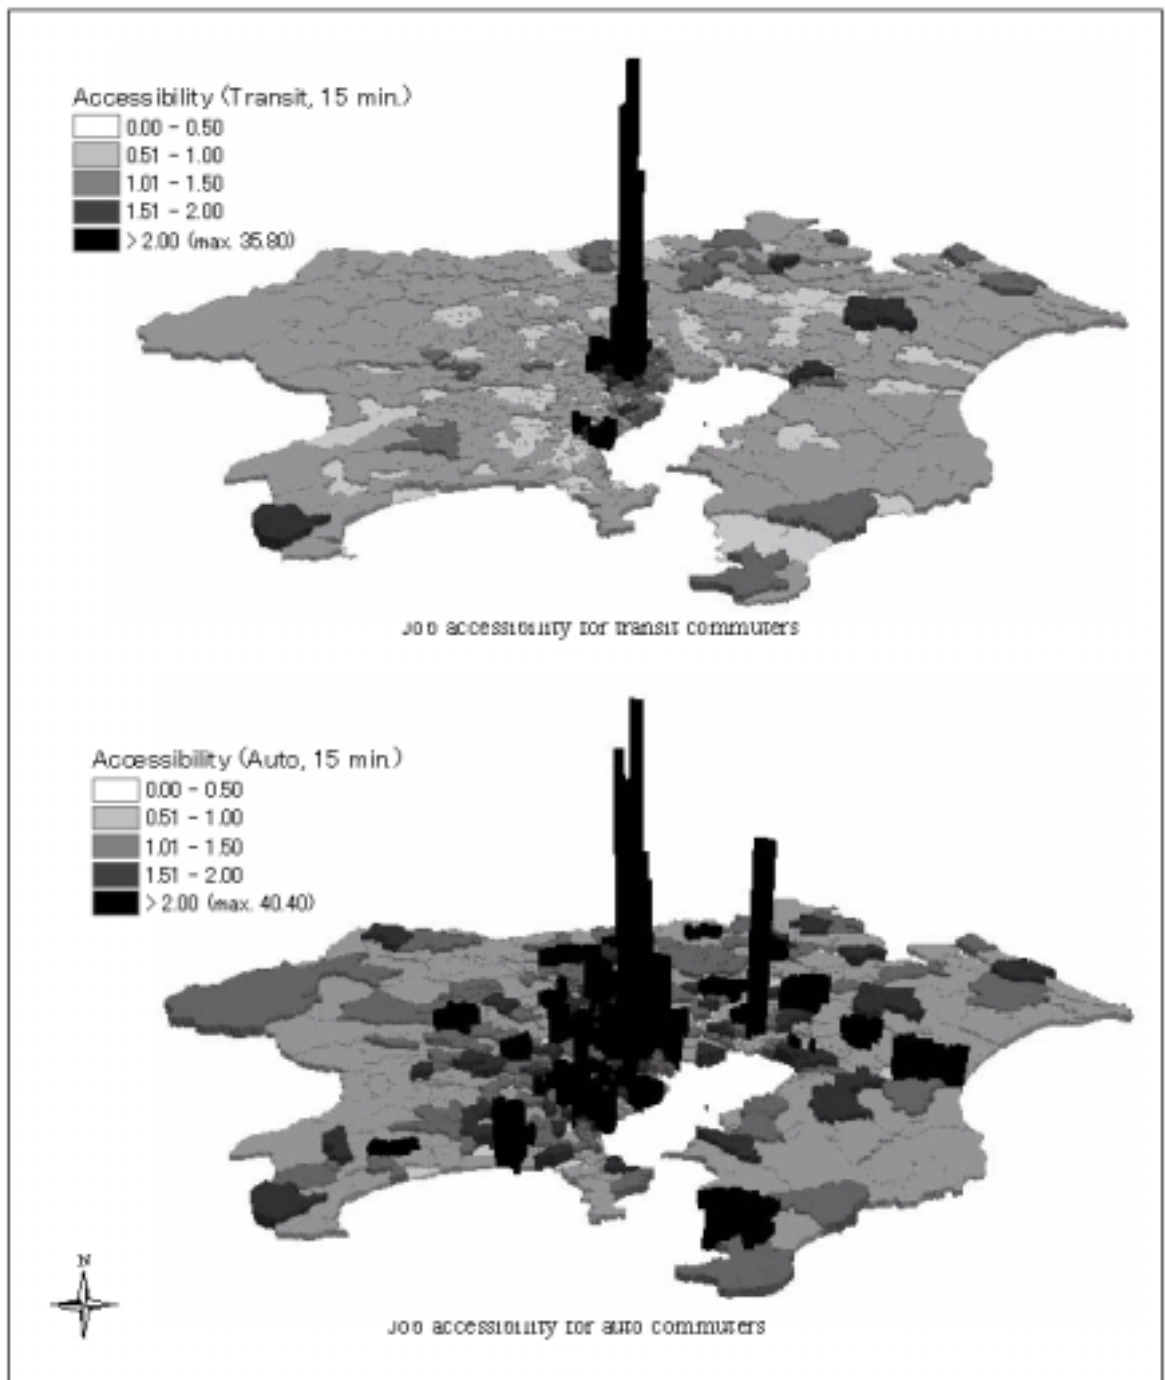 Accessibility (Transit, 15 min.)
0.00 - 0.50
0.51 - 1.00
1.01 - 1.50
1.51 - 2.00
> 2.00 (max. 35.80)
Job accessibility for transit commuters
Accessibility (Auto, 15 min.)
0.00 - 0.50
0.51 - 1.00
1.01 - 1.50
1.51 - 2.00
> 2.00 (max. 40.40)
N
Job accessibility for auto commuters